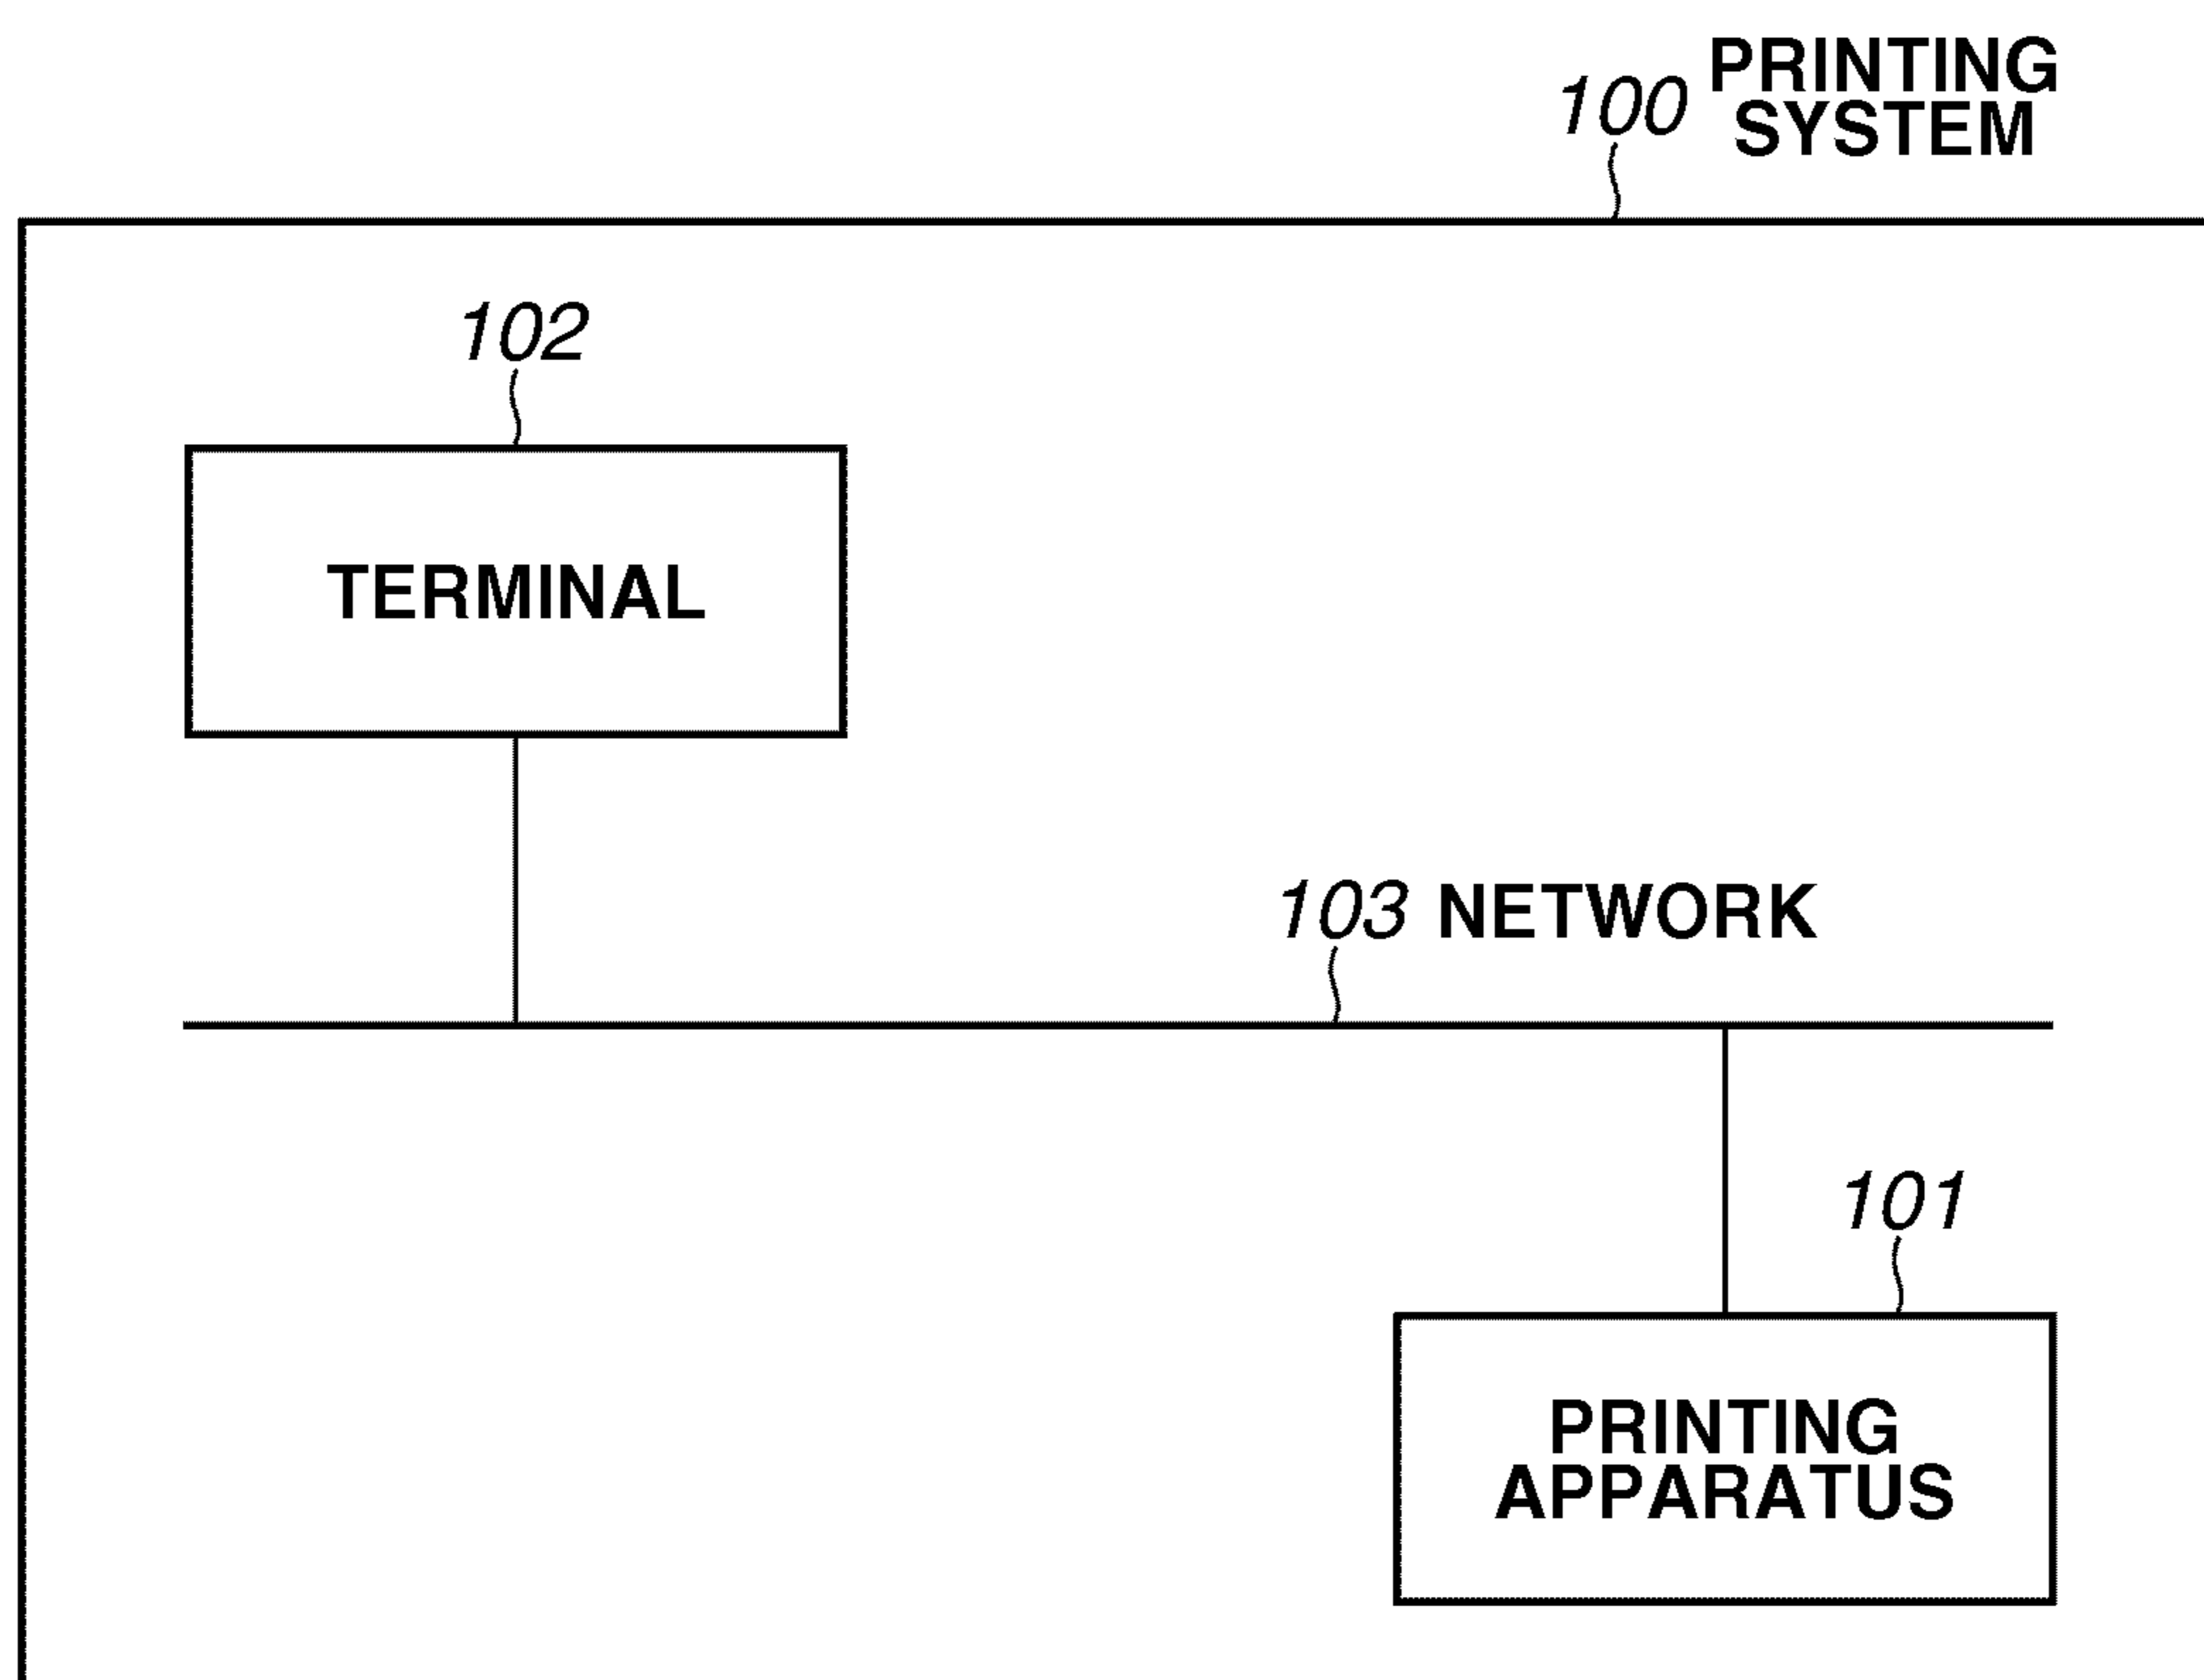 100 PRINTING
SYSTEM
102
TERMINAL
103 NETWORK
101
PRINTING
APPARATUS